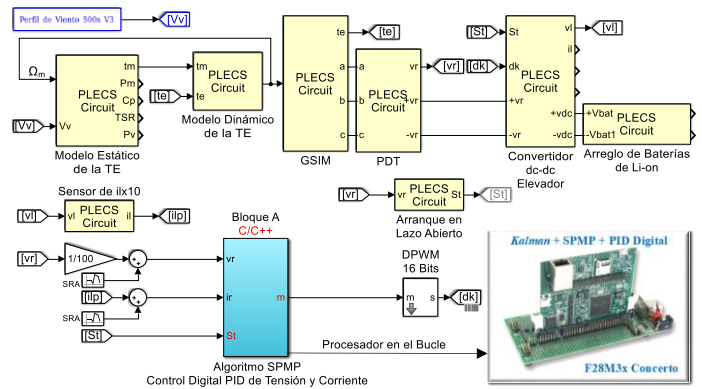 Perfil de Viento 500s V3
[Vv]
Ωm
[Vv]
Vv
PLECS
Circuit
tm
Pm
Cp
TSR
Pv
Modelo Estático
de la TE
[te]
tm
te
PLECS
Circuit
Modelo Dinámico
de la TE
PLECS
Circuit
te
a
b
c
GSIM
[te]
a
b
c
PLECS
Circuit
vr
+vr
-vr
PDT
[vr]
[St]
[dk]
St
dk
+vr
-vr
PLECS
Circuit
vl
il
+vdc
-vdc
Convertidor
dc-dc
Elevador
[vl]
+Vbat
-Vbat1
PLECS
Circuit
Arreglo de Baterías
de Li-on
Sensor de ilx10
[vl]
vl
PLECS
Circuit
il
[ilp]
[vr]
vr
PLECS
Circuit
St
[St]
Arranque en
Lazo Abierto
[vr]
1/100
SRA
[ilp]
SRA
[St]
Bloque A
C/C++
vr
ir
St
m
Algoritmo SPMP
Control Digital PID de Tensión y Corriente
DPWM
16 Bits
m
s
[dk]
Procesador en el Bucle
Kalman + SPMP + PID Digital
F28M3x Concerto